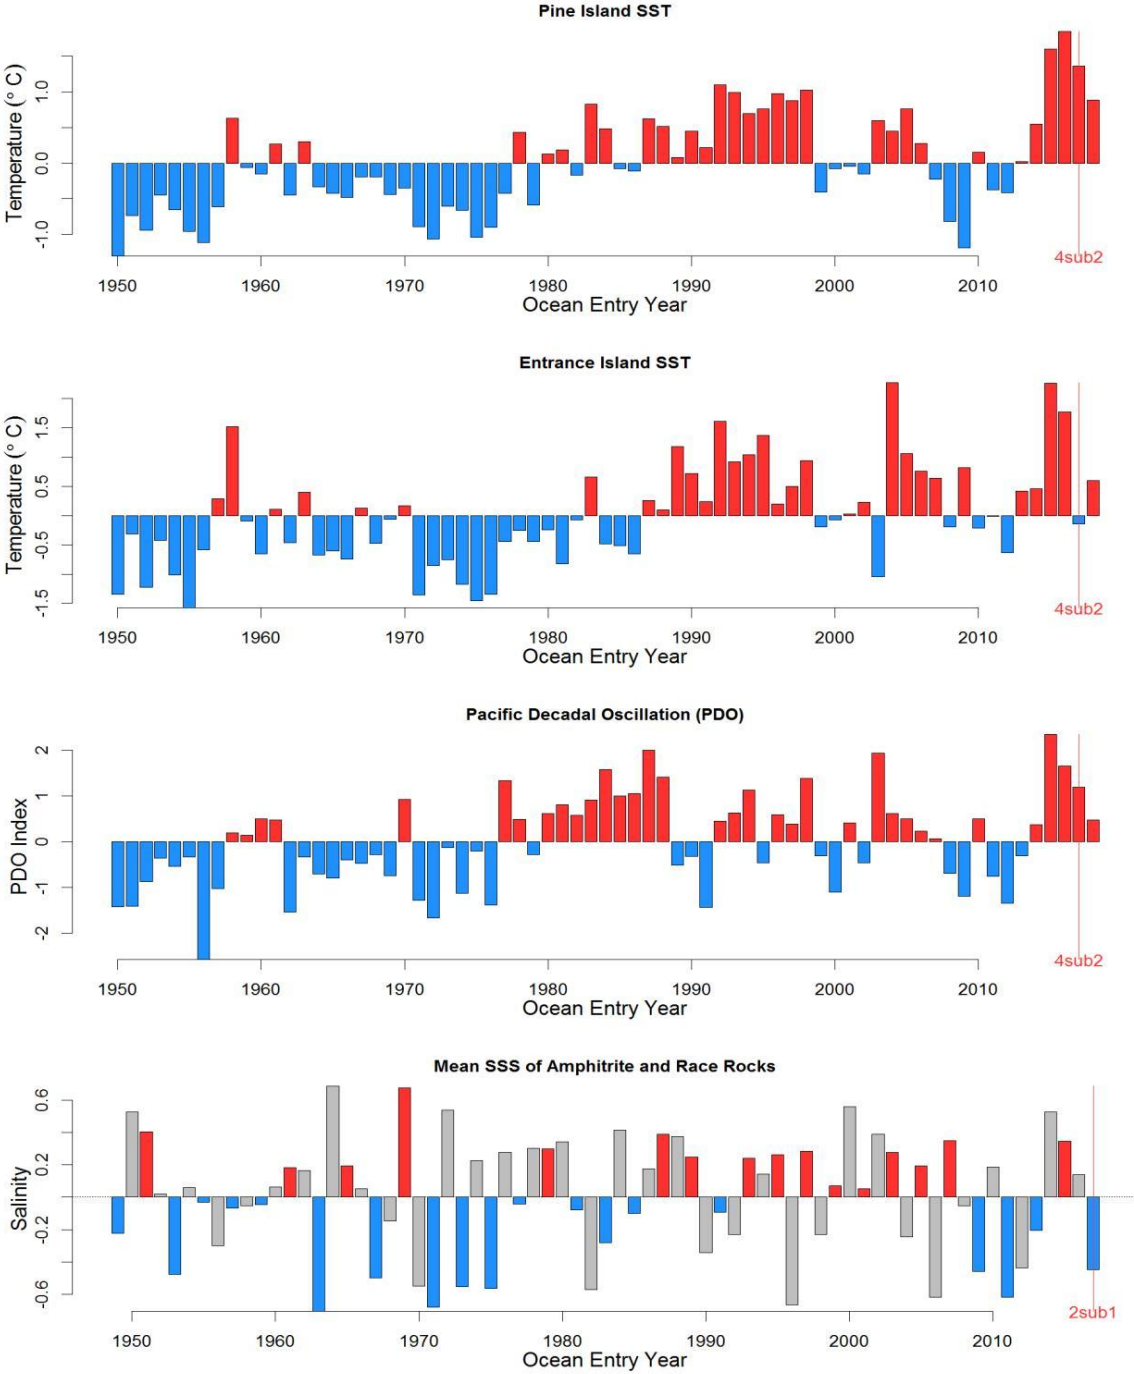 Pine Island SST
Temperature (° C)
1.0
0.0
-1.0
4sub2
1950 1960 1970 1980 1990 2000 2010
Ocean Entry Year
Entrance Island SST
Temperature (° C)
1.5
0.5
-0.5
-1.5
4sub2
1950 1960 1970 1980 1990 2000 2010
Ocean Entry Year
Pacific Decadal Oscillation (PDO)
PDO Index
2
1
0
-1
-2
4sub2
1950 1960 1970 1980 1990 2000 2010
Ocean Entry Year
Mean SSS of Amphitrite and Race Rocks
Salinity
0.6
0.2
-0.2
-0.6
2sub1
1950 1960 1970 1980 1990 2000 2010
Ocean Entry Year